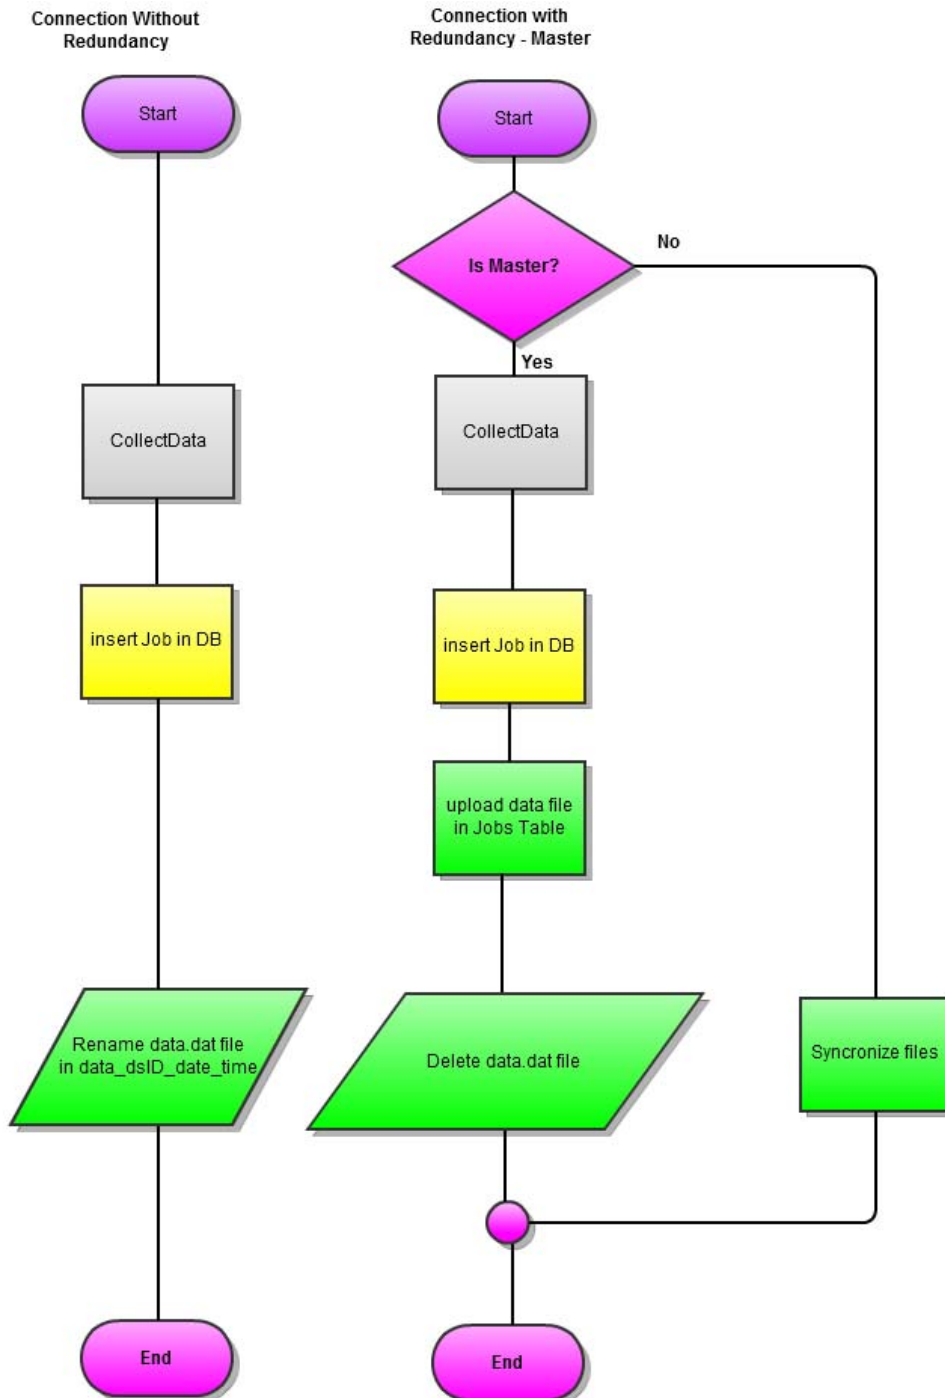 Connection Without
Redundancy
Start
CollectData
insert Job in DB
Rename data.dat file
in data_dsID_date_time
End
Connection with
Redundancy - Master
Start
Is Master?
No
Yes
CollectData
insert Job in DB
upload data file
in Jobs Table
Delete data.dat file
Syncronize files
End